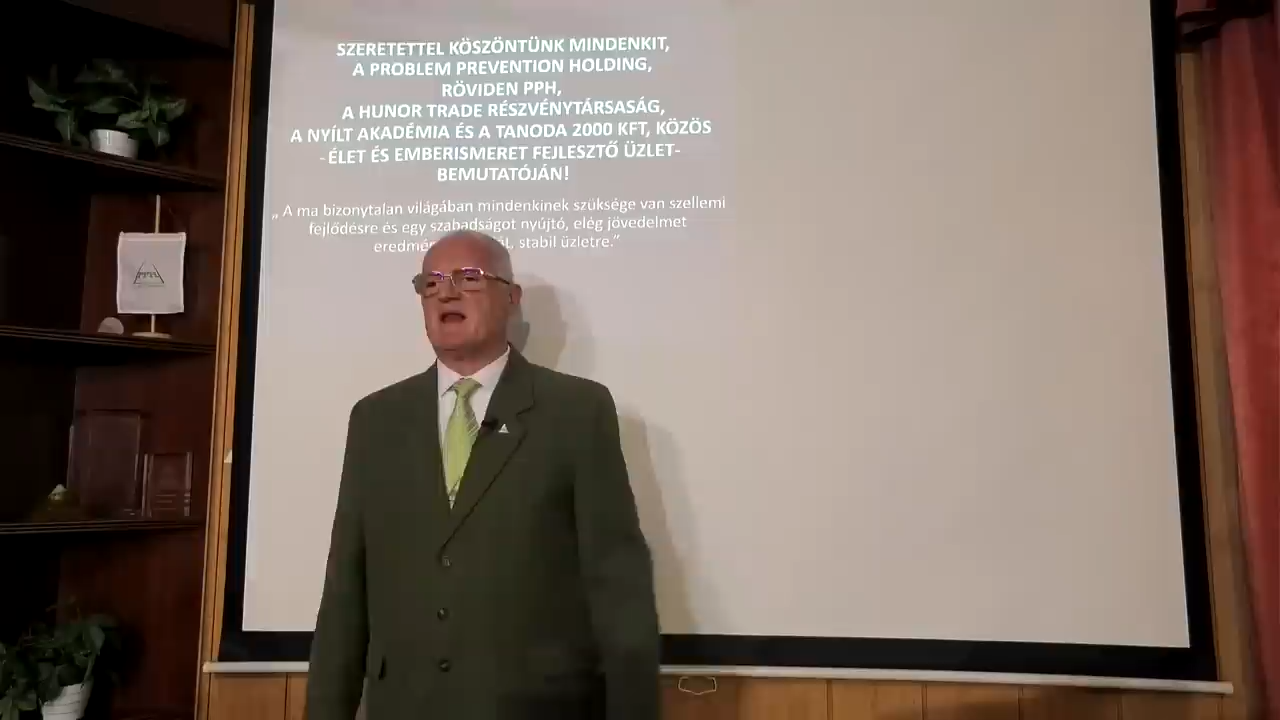 SZERETETTEL KÖSZÖNTÜNK MINDENKIT,
A PROBLEM PREVENTION HOLDING,
RÖVIDEN PPH,
A HUNOR TRADE RÉSZVÉNYTÁRSASÁG,
A NYÍLT AKADÉMIA ÉS A TANODA 2000 KFT, KÖZÖS
-ÉLET ÉS EMBERISMERET FEJLESZTŐ ÜZLET-
BEMUTATÓJÁN!
„ A ma bizonytalan világában mindenkinek szüksége van szellemi
fejlődésre és egy szabadságot nyújtó, elég jövedelmet
stabil üzletre.”